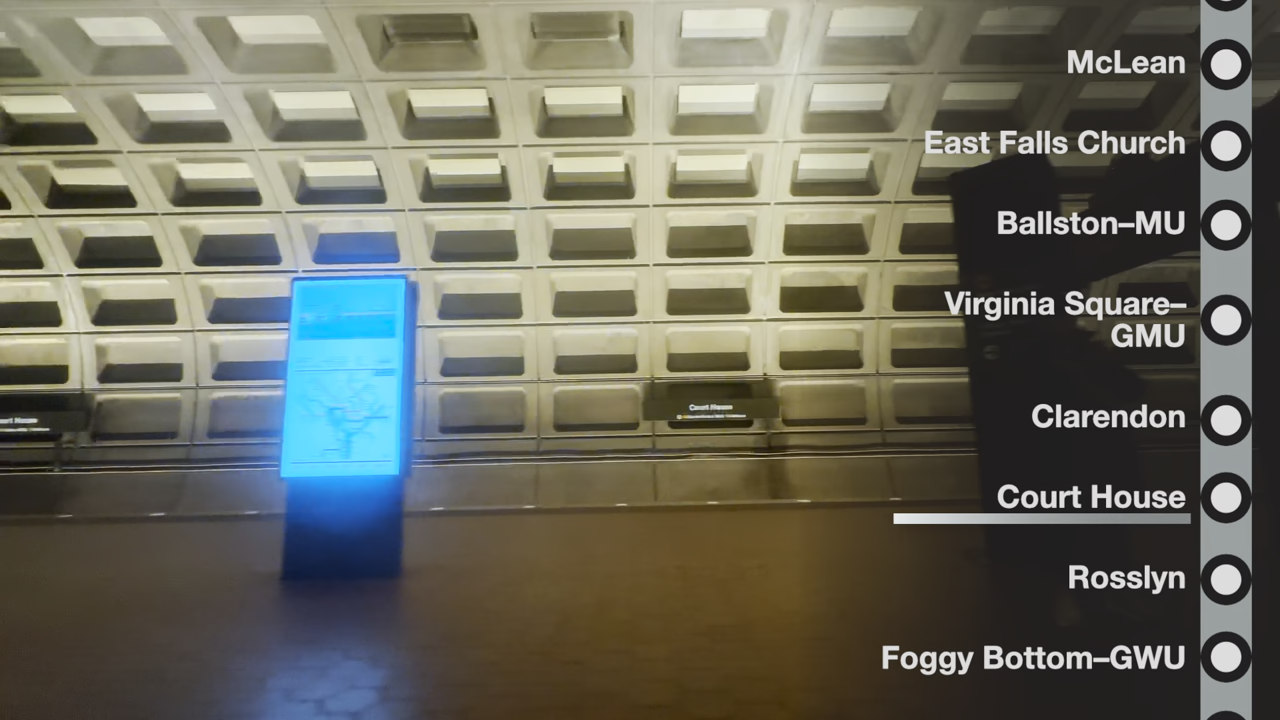 McLean
East Falls Church
Ballston–MU
Virginia Square–
GMU
Clarendon
Court House
Court House
Rosslyn
Foggy Bottom–GWU